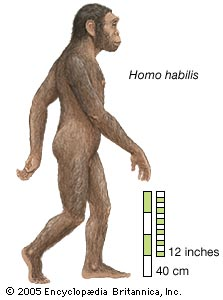 Homo habilis
12 inches
40 cm
© 2005 Encyclopædia Britannica, Inc.